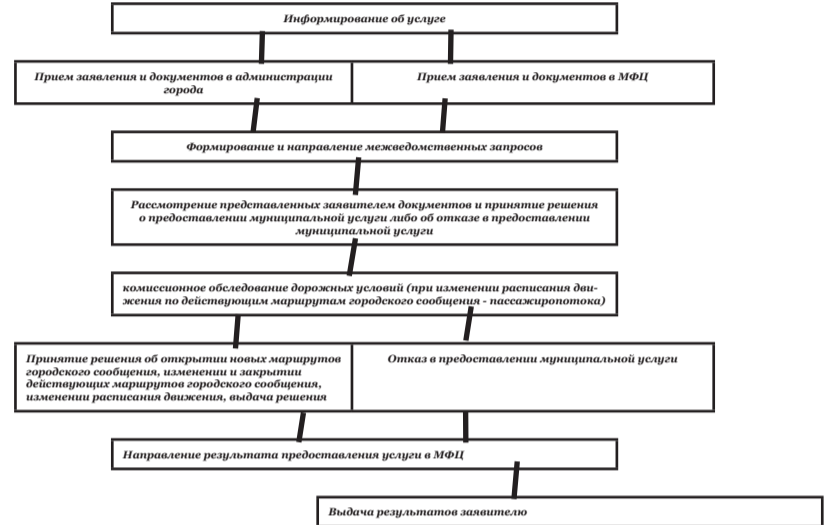 Информирование об услуге
Прием заявления и документов в администрации
города
Прием заявления и документов в МФЦ
Формирование и направление межведомственных запросов
Рассмотрение представленных заявителем документов и принятие решения
о предоставлении муниципальной услуги либо об отказе в предоставлении
муниципальной услуги
комиссионное обследование дорожных условий (при изменении расписания дви-
жения по действующим маршрутам городского сообщения - пассажиропотока)
Принятие решения об открытии новых маршрутов
городского сообщения, изменении и закрытии
действующих маршрутов городского сообщения,
изменении расписания движения, выдача решения
Отказ в предоставлении муниципальной услуги
Направление результата предоставления услуги в МФЦ
Выдача результатов заявителю